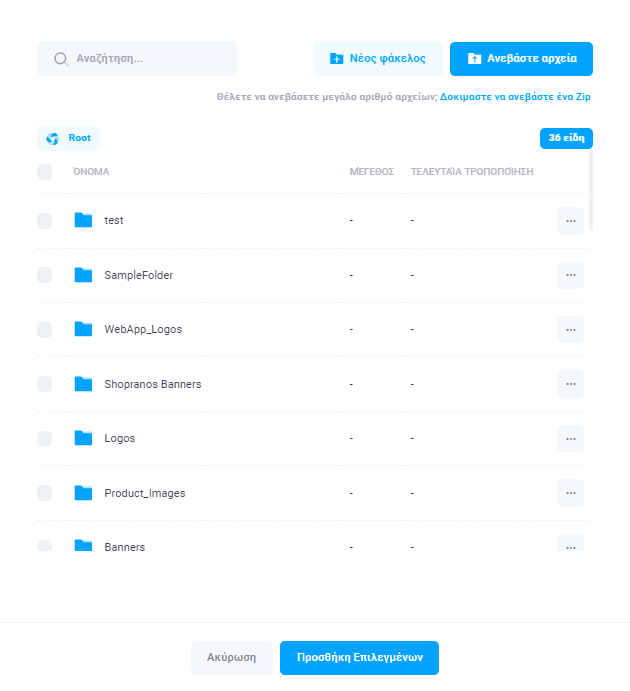 Αναζήτηση...
Νέος φάκελος
Ανεβάστε αρχεία
Θέλετε να ανεβάσετε μεγάλο αριθμό αρχείων; Δοκιμαστε να ανεβάστε ένα Zip
Root
36 είδη
ΌΝΟΜΑ ΜΈΓΕΘΟΣ ΤΕΛΕΥΤΑΊΑ ΤΡΟΠΟΠΟΊΗΣΗ
test - -
SampleFolder - -
WebApp_Logos - -
Shopranos Banners - -
Logos - -
Product_Images - -
Banners - -
Ακύρωση
Προσθήκη Επιλεγμένων